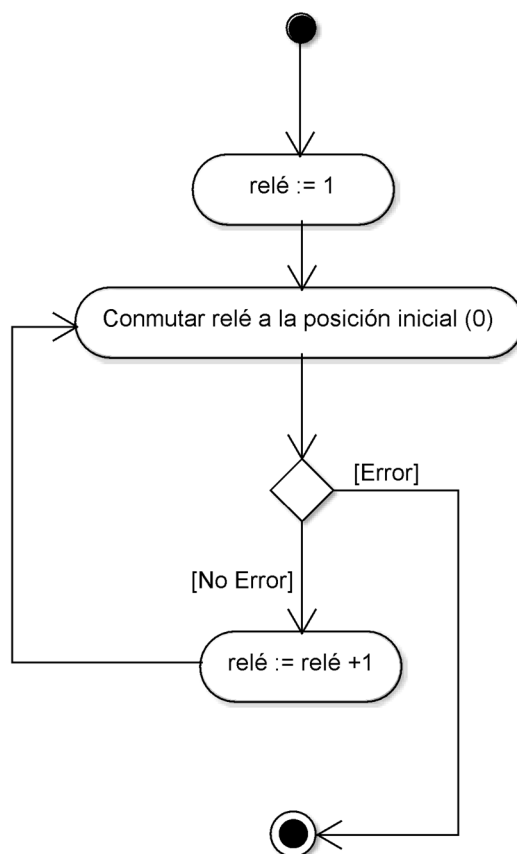 relé := 1
Conmutar relé a la posición inicial (0)
[Error]
[No Error]
relé := relé +1